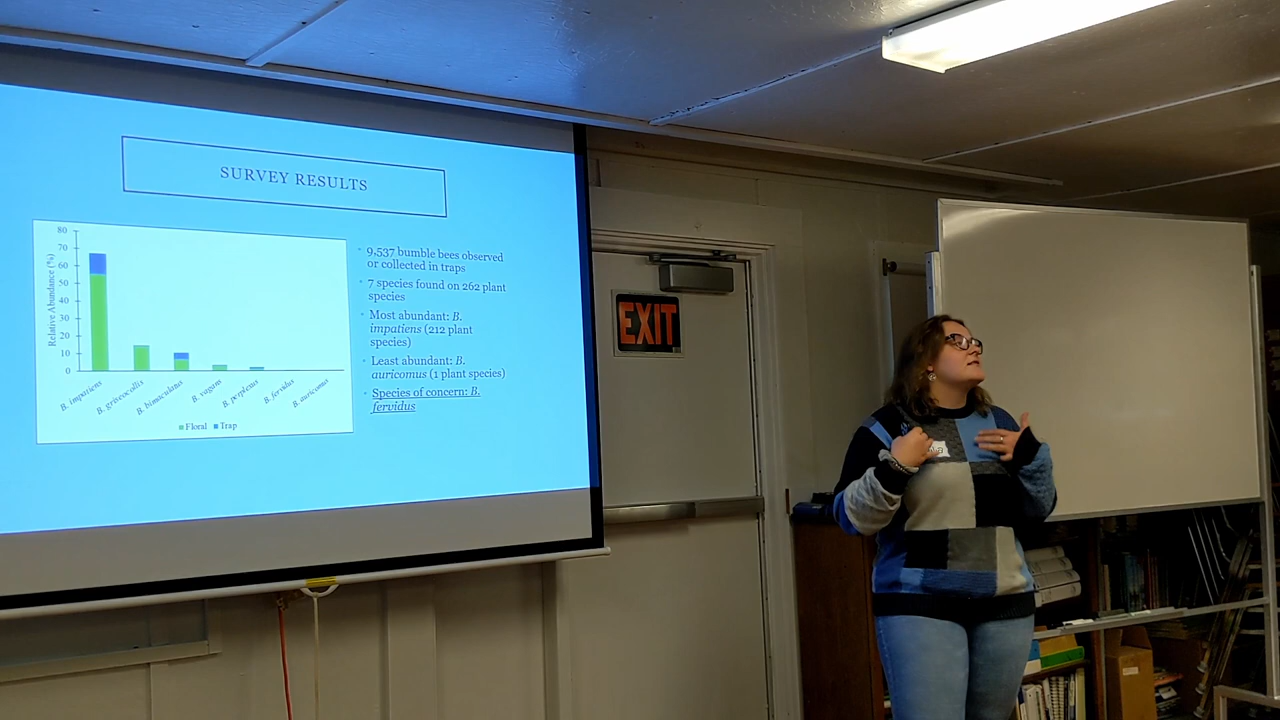 SURVEY RESULTS
80
70
60
50
40
30
20
10
0
Relative Abundance (%)
B. impatiens
B. griseocollis
B. bimaculatus
B. vagans
B. perplexus
B. fervidus
B. auricomus
Floral Trap
9,537 bumble bees observed
or collected in traps
7 species found on 262 plant
species
Most abundant: B.
impatiens (212 plant
species)
Least abundant: B.
auricomus (1 plant species)
Species of concern: B.
fervidus
EXIT